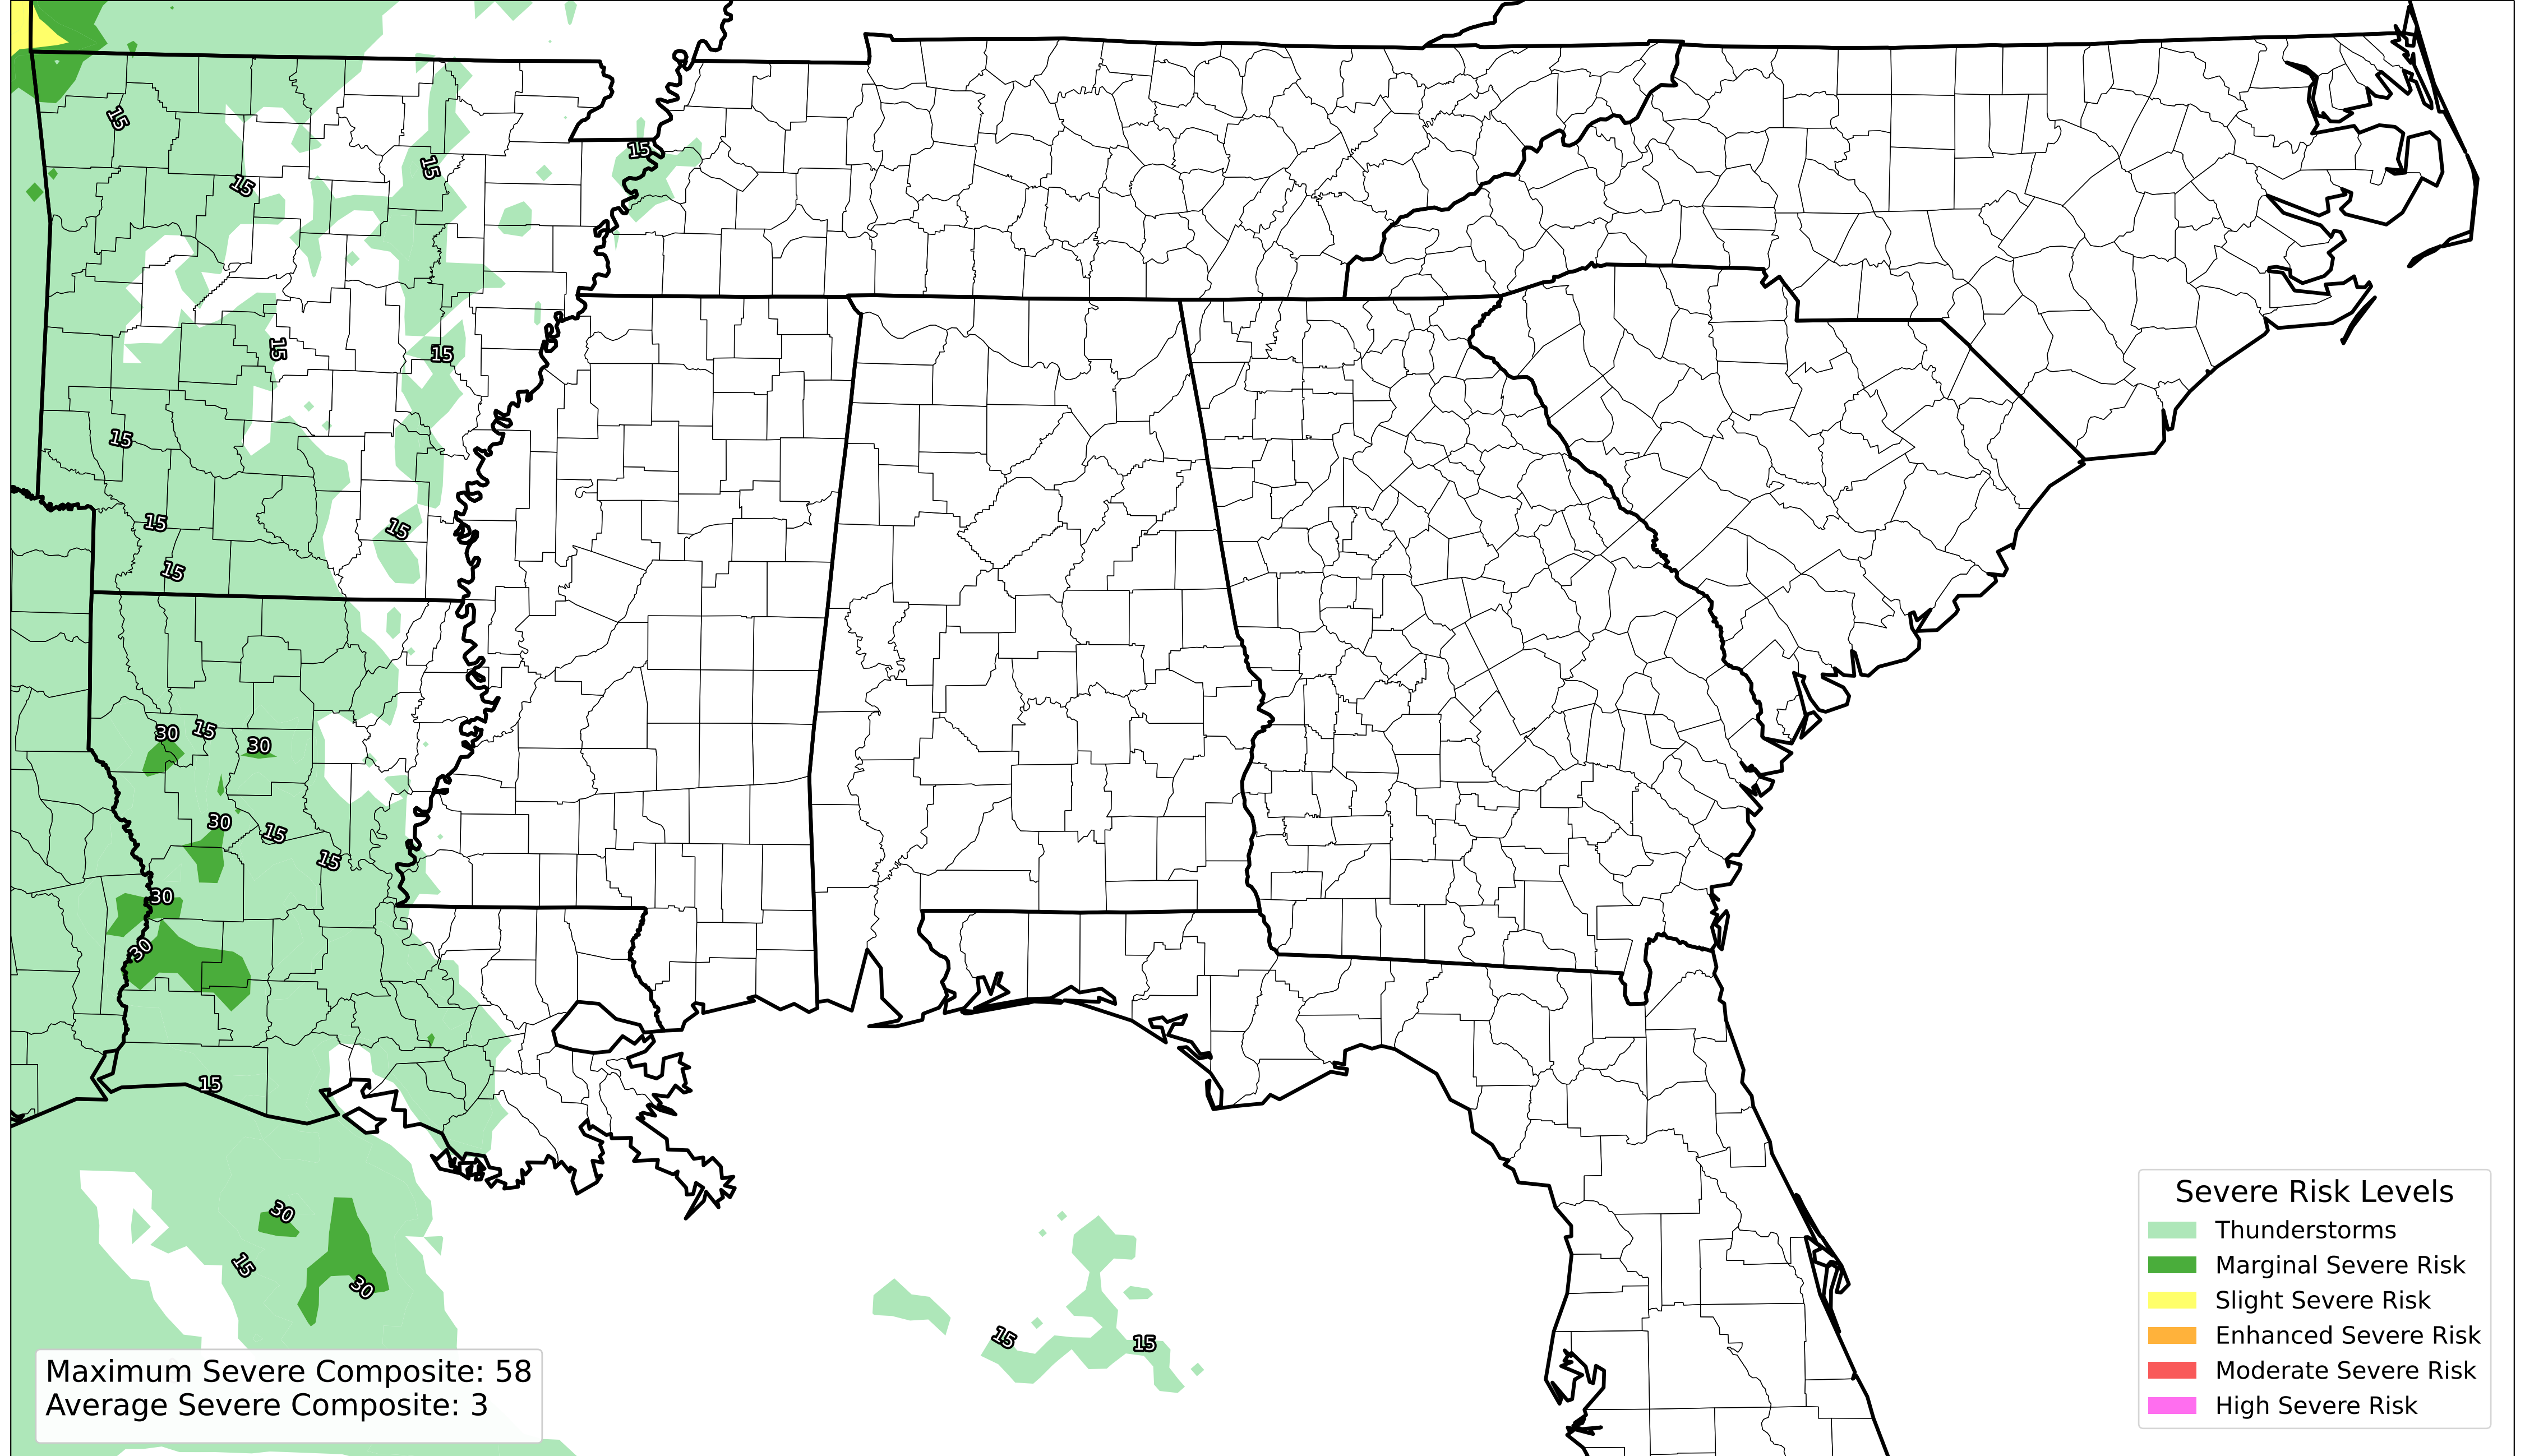 15
15
15
15
15
15
15
15
15
15
30
15
30
30
15
15
30
30
15
30
15
30
15
15
Maximum Severe Composite: 58
Average Severe Composite: 3
Severe Risk Levels
Thunderstorms
Marginal Severe Risk
Slight Severe Risk
Enhanced Severe Risk
Moderate Severe Risk
High Severe Risk